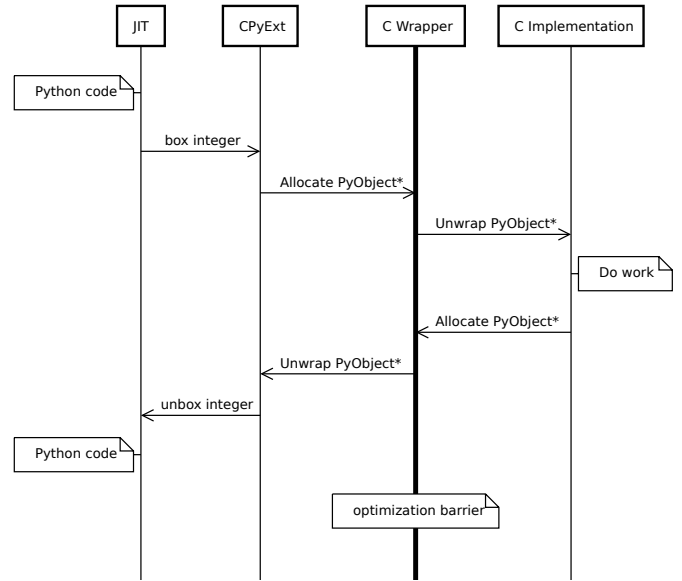 JIT
CPyExt
C Wrapper
C Implementation
Python code
box integer
Allocate PyObject*
Unwrap PyObject*
Do work
Allocate PyObject*
Unwrap PyObject*
unbox integer
Python code
optimization barrier